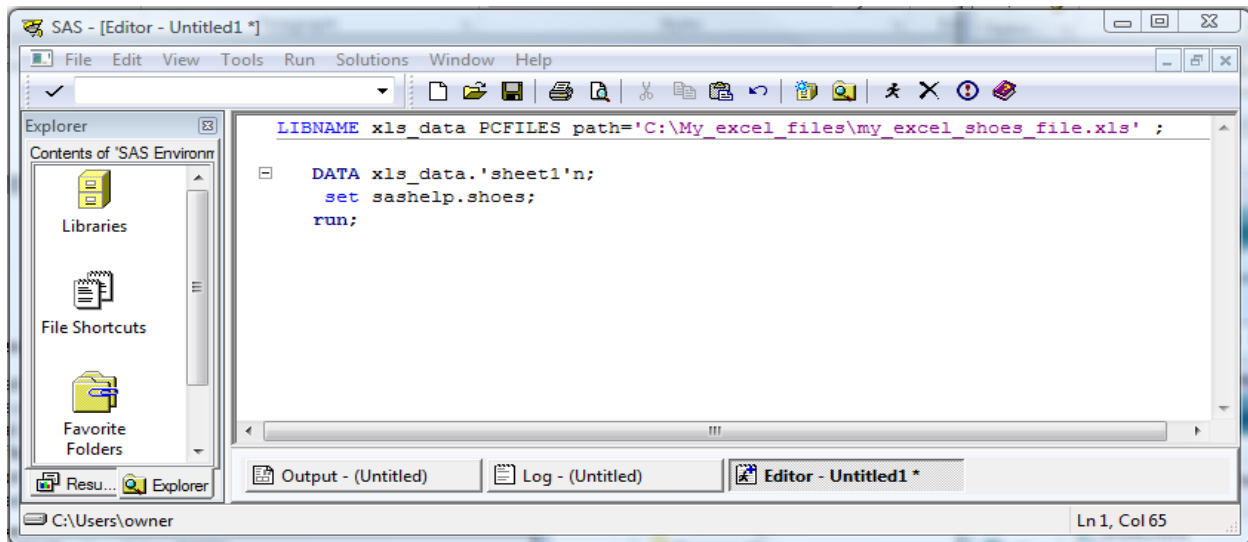 SAS - [Editor - Untitled1 *]
File Edit View Tools Run Solutions Window Help
Explorer
Contents of 'SAS Environm
Libraries
File Shortcuts
Favorite
Folders
Resu... Explorer
LIBNAME xls_data PCFILES path='C:\My_excel_files\my_excel_shoes_file.xls' ;
DATA xls_data.'sheet1'n;
set sashelp.shoes;
run;
Output - (Untitled) Log - (Untitled) Editor - Untitled1 *
C:\Users\owner Ln 1, Col 65